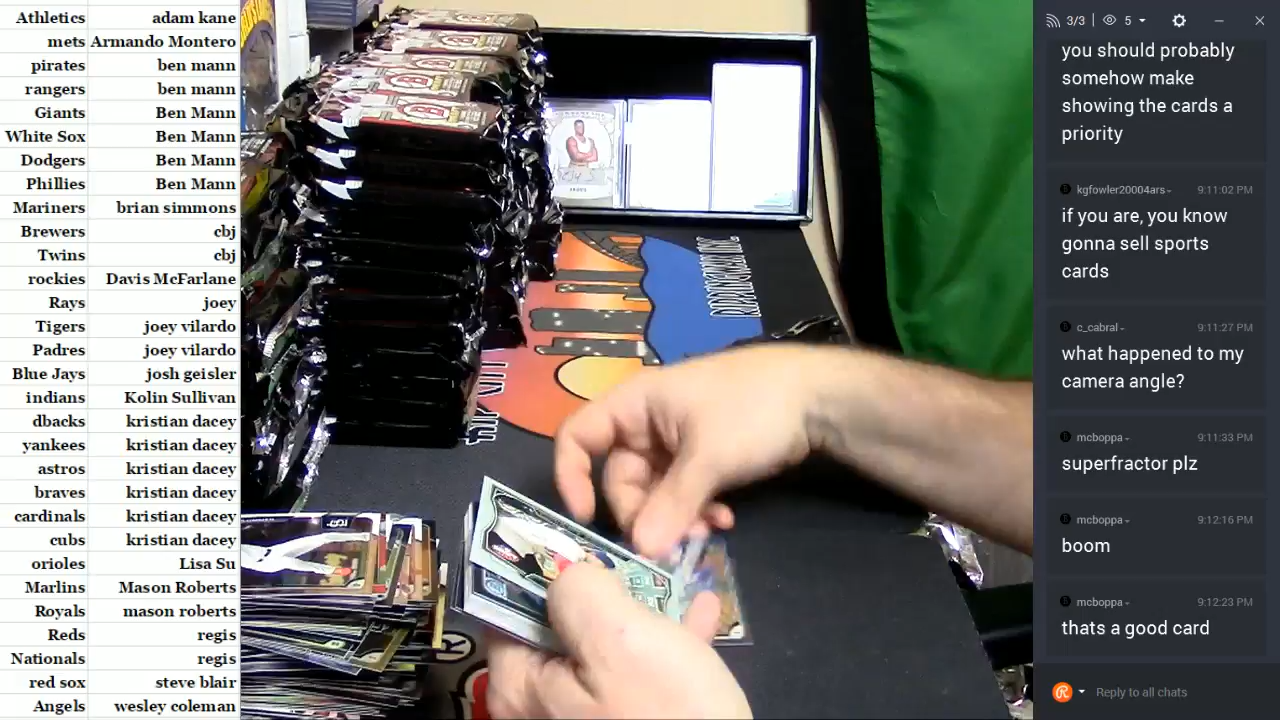 Athletics adam kane
mets Armando Montero
pirates ben mann
rangers ben mann
Giants Ben Mann
White Sox Ben Mann
Dodgers Ben Mann
Phillies Ben Mann
Mariners brian simmons
Brewers cbj
Twins cbj
rockies Davis McFarlane
Rays joey
Tigers joey vilardo
Padres joey vilardo
Blue Jays josh geisler
indians Kolin Sullivan
dbacks kristian dacey
yankees kristian dacey
astros kristian dacey
braves kristian dacey
cardinals kristian dacey
cubs kristian dacey
orioles Lisa Su
Marlins Mason Roberts
Royals mason roberts
Reds regis
Nationals regis
red sox steve blair
Angels wesley coleman
3/3 5
you should probably
somehow make
showing the cards a
priority
kgfowler20004ars 9:11:02 PM
if you are, you know
gonna sell sports
cards
c_cabral 9:11:27 PM
what happened to my
camera angle?
mcboppa 9:11:33 PM
superfractor plz
mcboppa 9:12:16 PM
boom
mcboppa 9:12:23 PM
thats a good card
Reply to all chats